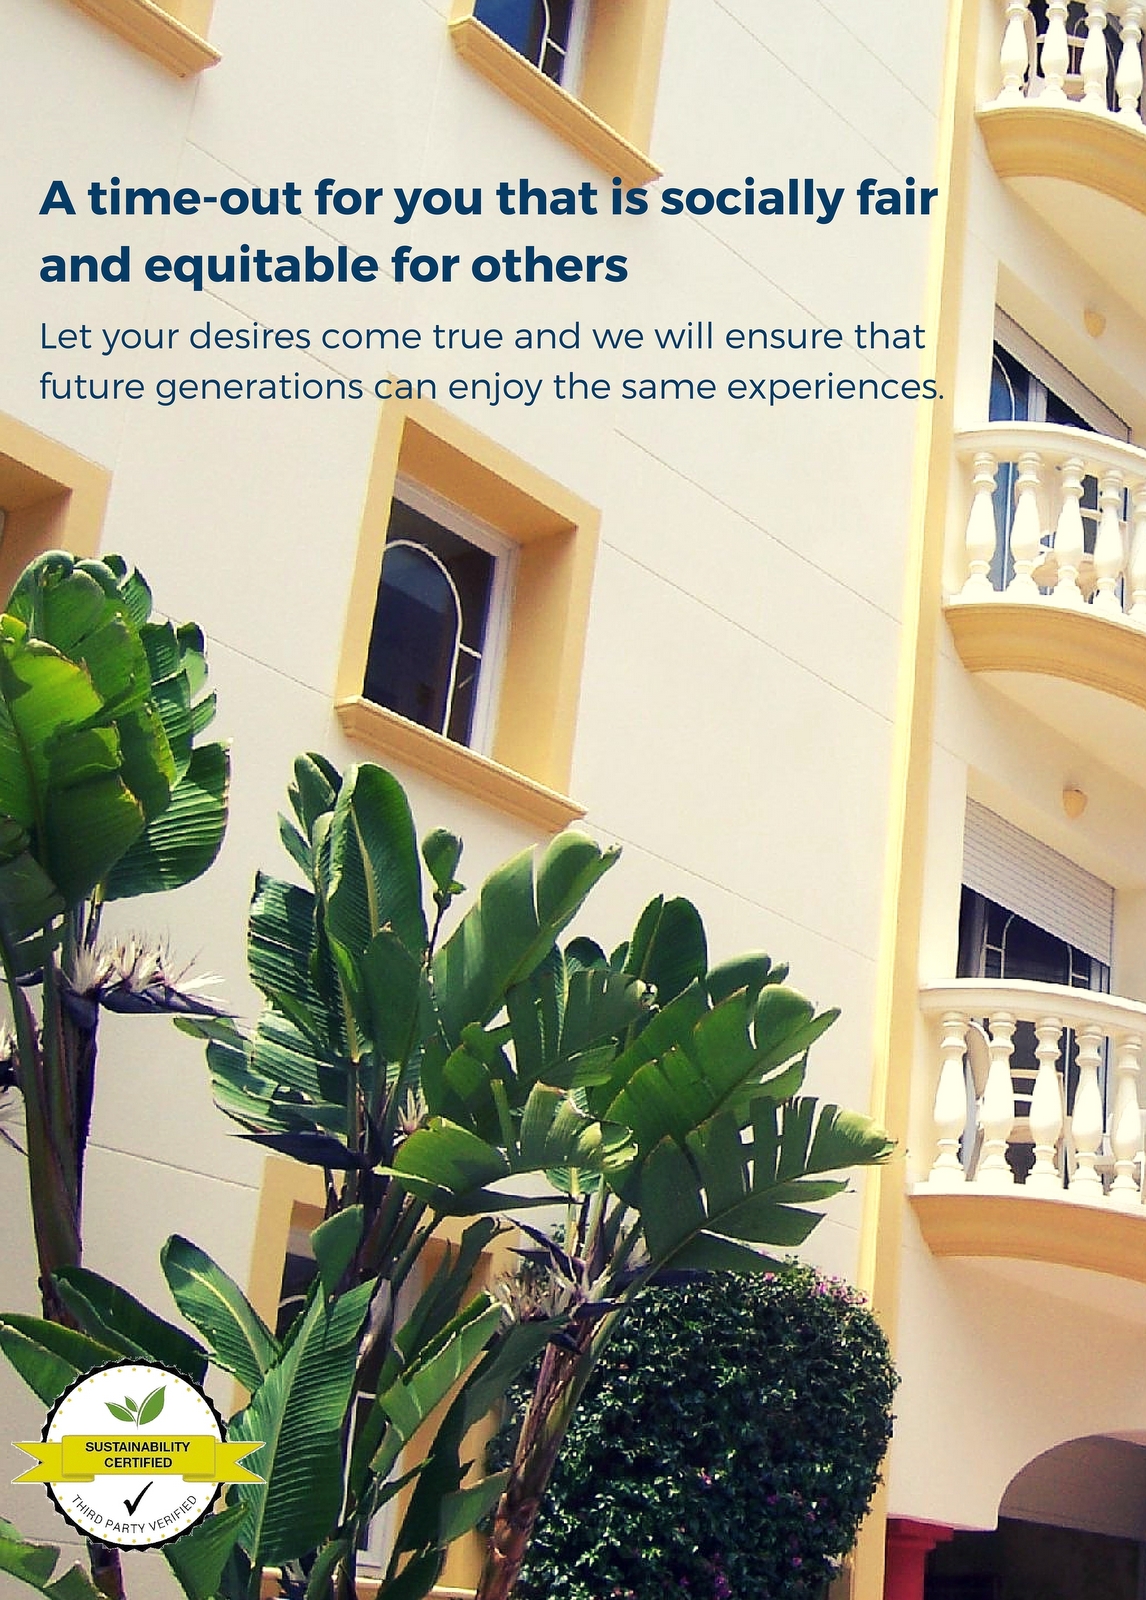 A time-out for you that is socially fair
and equitable for others
Let your desires come true and we will ensure that
future generations can enjoy the same experiences.
SUSTAINABILITY
CERTIFIED
THIRD PARTY VERIFIED